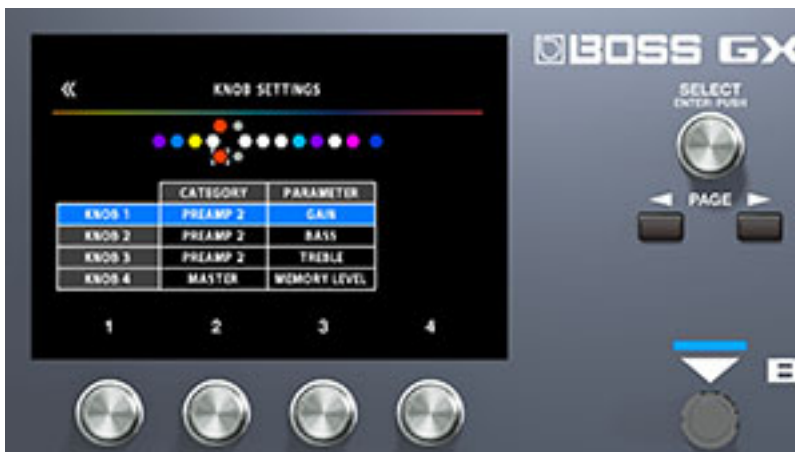 BOSS GX
« KNOB SETTINGS
SELECT
ENTER: PUSH
CATEGORY PARAMETER
KNOB 1 PREAMP 2 GAIN
KNOB 2 PREAMP 2 BASS
KNOB 3 PREAMP 2 TREBLE
KNOB 4 MASTER MEMORY LEVEL
◀ PAGE ▶
1 2 3 4